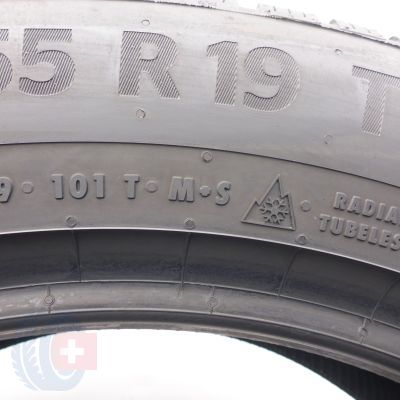 55 R 19 T
9 · 101 T · M·S
RADIA
TUBELES